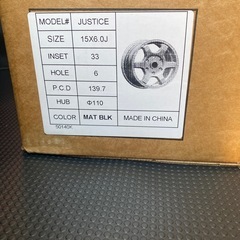 MODEL# JUSTICE
SIZE 15X6.0J
INSET 33
HOLE 6
P.C.D 139.7
HUB Φ110
COLOR MAT BLK MADE IN CHINA